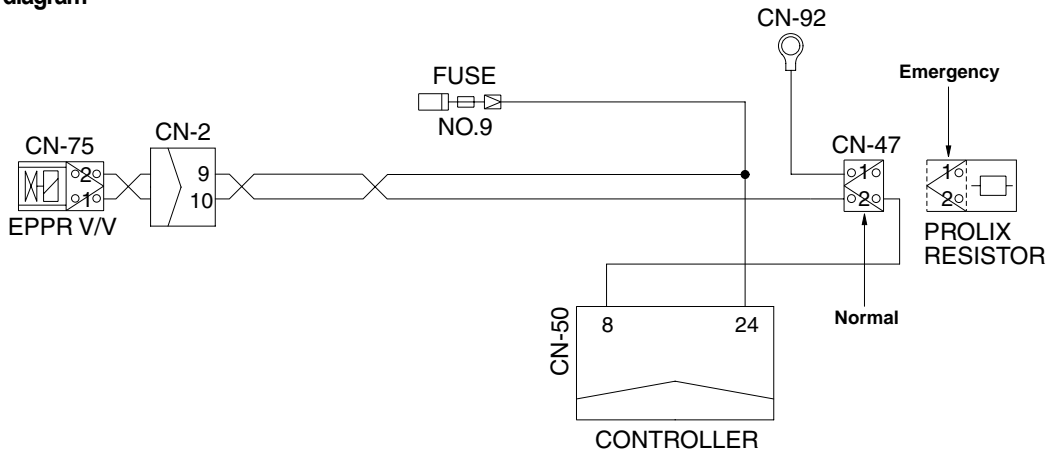 diagram
CN-92
FUSE
Emergency
NO.9
CN-2
CN-47
CN-75
2
9
1
1
1
10
2
2
EPPR V/V
PROLIX
RESISTOR
Normal
CN-50
8
24
CONTROLLER